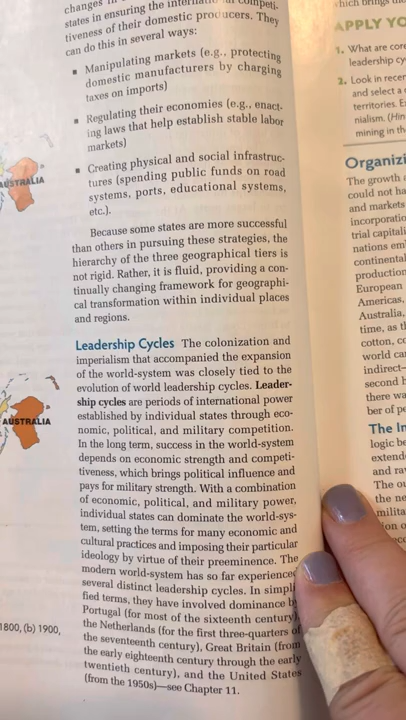 changes in
states in ensuring the international competi-
tiveness of their domestic producers. They
can do this in several ways:
▪ Manipulating markets (e.g., protecting
domestic manufacturers by charging
taxes on imports)
▪ Regulating their economies (e.g., enact-
ing laws that help establish stable labor
markets)
▪ Creating physical and social infrastruc-
tures (spending public funds on road
systems, ports, educational systems,
etc.).
Because some states are more successful
than others in pursuing these strategies, the
hierarchy of the three geographical tiers is
not rigid. Rather, it is fluid, providing a con-
tinually changing framework for geographi-
cal transformation within individual places
and regions.
Leadership Cycles The colonization and
imperialism that accompanied the expansion
of the world-system was closely tied to the
evolution of world leadership cycles. Leader-
ship cycles are periods of international power
established by individual states through eco-
nomic, political, and military competition.
In the long term, success in the world-system
depends on economic strength and competi-
tiveness, which brings political influence and
pays for military strength. With a combination
of economic, political, and military power,
individual states can dominate the world-sys-
tem, setting the terms for many economic and
cultural practices and imposing their particular
ideology by virtue of their preeminence. The
modern world-system has so far experienced
several distinct leadership cycles. In simpli-
fied terms, they have involved dominance by
Portugal (for most of the sixteenth century),
the Netherlands (for the first three-quarters of
the seventeenth century), Great Britain (from
the early eighteenth century through the early
twentieth century), and the United States
(from the 1950s)—see Chapter 11.
AUSTRALIA
AUSTRALIA
1800, (b) 1900,
which brings
APPLY YO
1. What are core
leadership cy
2. Look in recen
and select a
territories. E
nialism. (Hin
mining in th
Organizi
The growth a
could not ha
and markets
incorporatio
trial capitali
nations em
continental
production
European
Americas,
Australia,
time, as th
cotton, co
world ca
indirect–
second h
there wa
ber of pe
The In
logic be
extend
and ra
The ou
the ne
milita